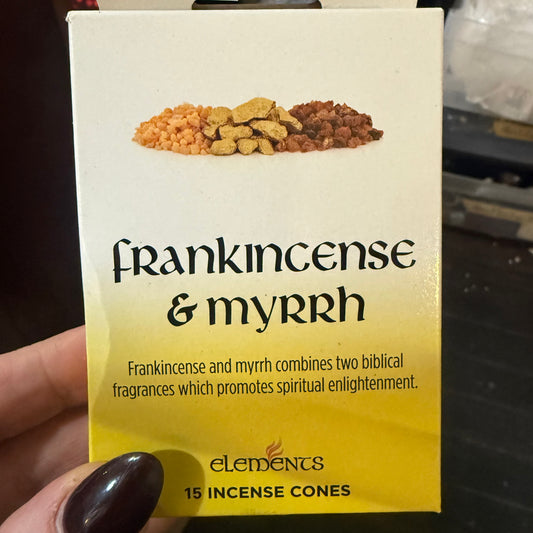 frankincense
& myrrh
Frankincense and myrrh combines two biblical
fragrances which promotes spiritual enlightenment.
elements
15 INCENSE CONES